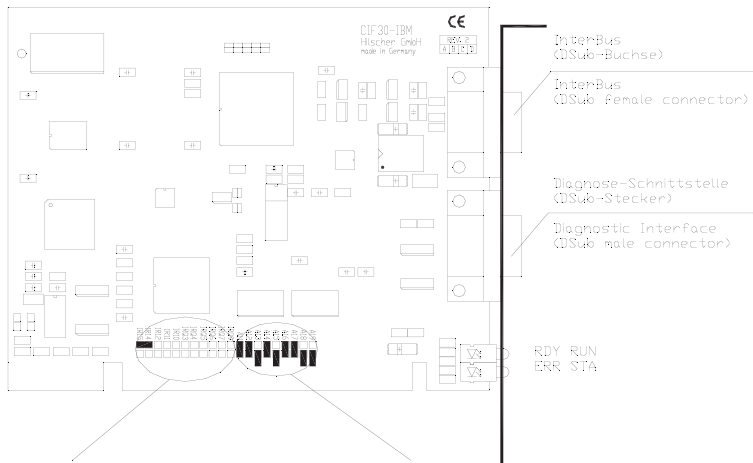 CIF30-IBM
Hilscher GmbH
made in Germany
CE
A B C D
InterBus
(DSub-Buchse)
InterBus
(DSub female connector)
Diagnose-Schnittstelle
(DSub-Stecker)
Diagnostic Interface
(DSub male connector)
RDY RUN
ERR STA